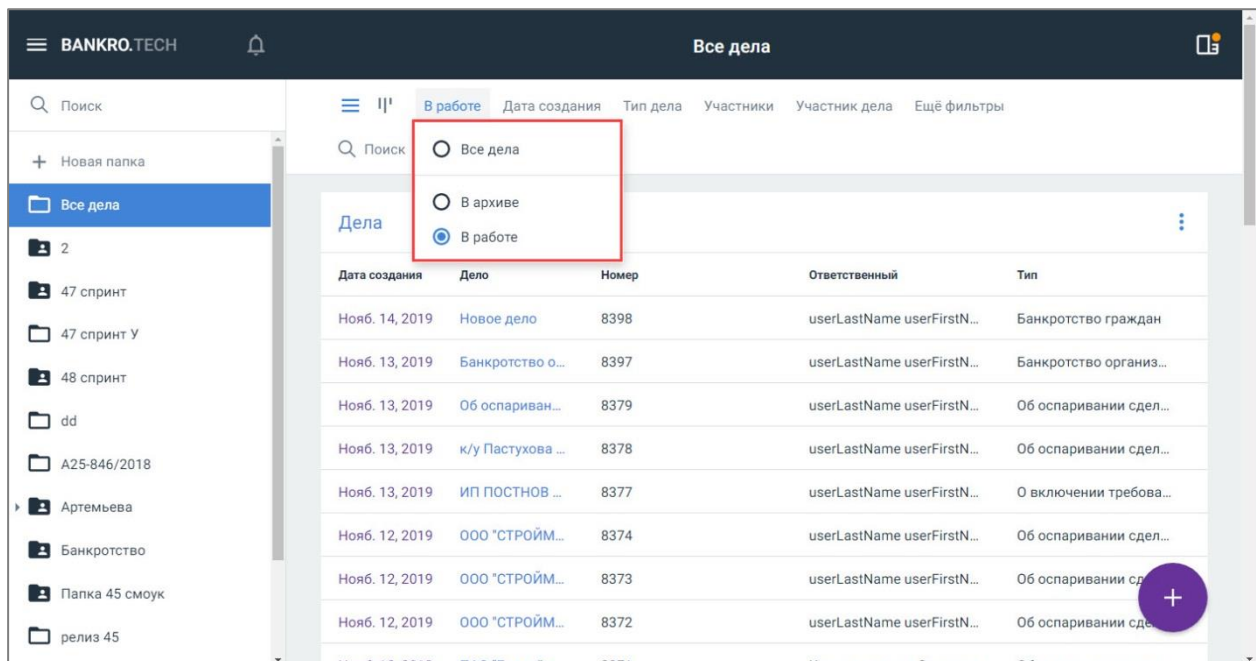 BANKRO.TECH
Все дела
Поиск
Новая папка
Все дела
2
47 спринт
47 спринт У
48 спринт
dd
А25-846/2018
Артемьева
Банкротство
Папка 45 смоук
релиз 45
В работе Дата создания Тип дела Участники Участник дела Ещё фильтры
Поиск
Все дела
В архиве
В работе
Дела
Дата создания Дело Номер Ответственный Тип
Нояб. 14, 2019 Новое дело 8398 userLastName userFirstN... Банкротство граждан
Нояб. 13, 2019 Банкротство о... 8397 userLastName userFirstN... Банкротство организ...
Нояб. 13, 2019 Об оспариван... 8379 userLastName userFirstN... Об оспаривании сдел...
Нояб. 13, 2019 к/у Пастухова ... 8378 userLastName userFirstN... Об оспаривании сдел...
Нояб. 13, 2019 ИП ПОСТНОВ ... 8377 userLastName userFirstN... О включении требова...
Нояб. 12, 2019 ООО "СТРОЙМ... 8374 userLastName userFirstN... Об оспаривании сдел...
Нояб. 12, 2019 ООО "СТРОЙМ... 8373 userLastName userFirstN... Об оспаривании сд
Нояб. 12, 2019 ООО "СТРОЙМ... 8372 userLastName userFirstN... Об оспаривании сде